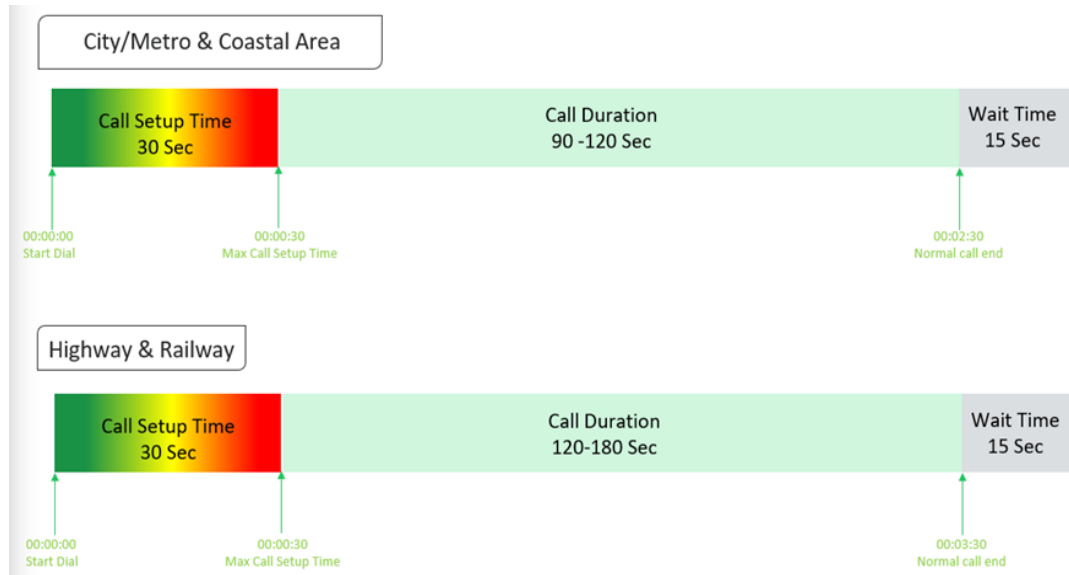 City/Metro & Coastal Area
Call Setup Time
30 Sec
Call Duration
90 -120 Sec
Wait Time
15 Sec
00:00:00
Start Dial
00:00:30
Max Call Setup Time
00:02:30
Normal call end
Highway & Railway
Call Setup Time
30 Sec
Call Duration
120-180 Sec
Wait Time
15 Sec
00:00:00
Start Dial
00:00:30
Max Call Setup Time
00:03:30
Normal call end